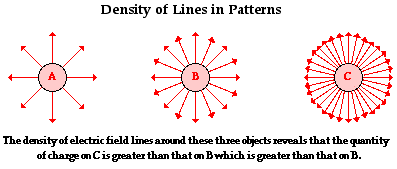 Density of Lines in Patterns
A B C
The density of electric field lines around these three objects reveals that the quantity
of charge on C is greater than that on B which is greater than that on B.